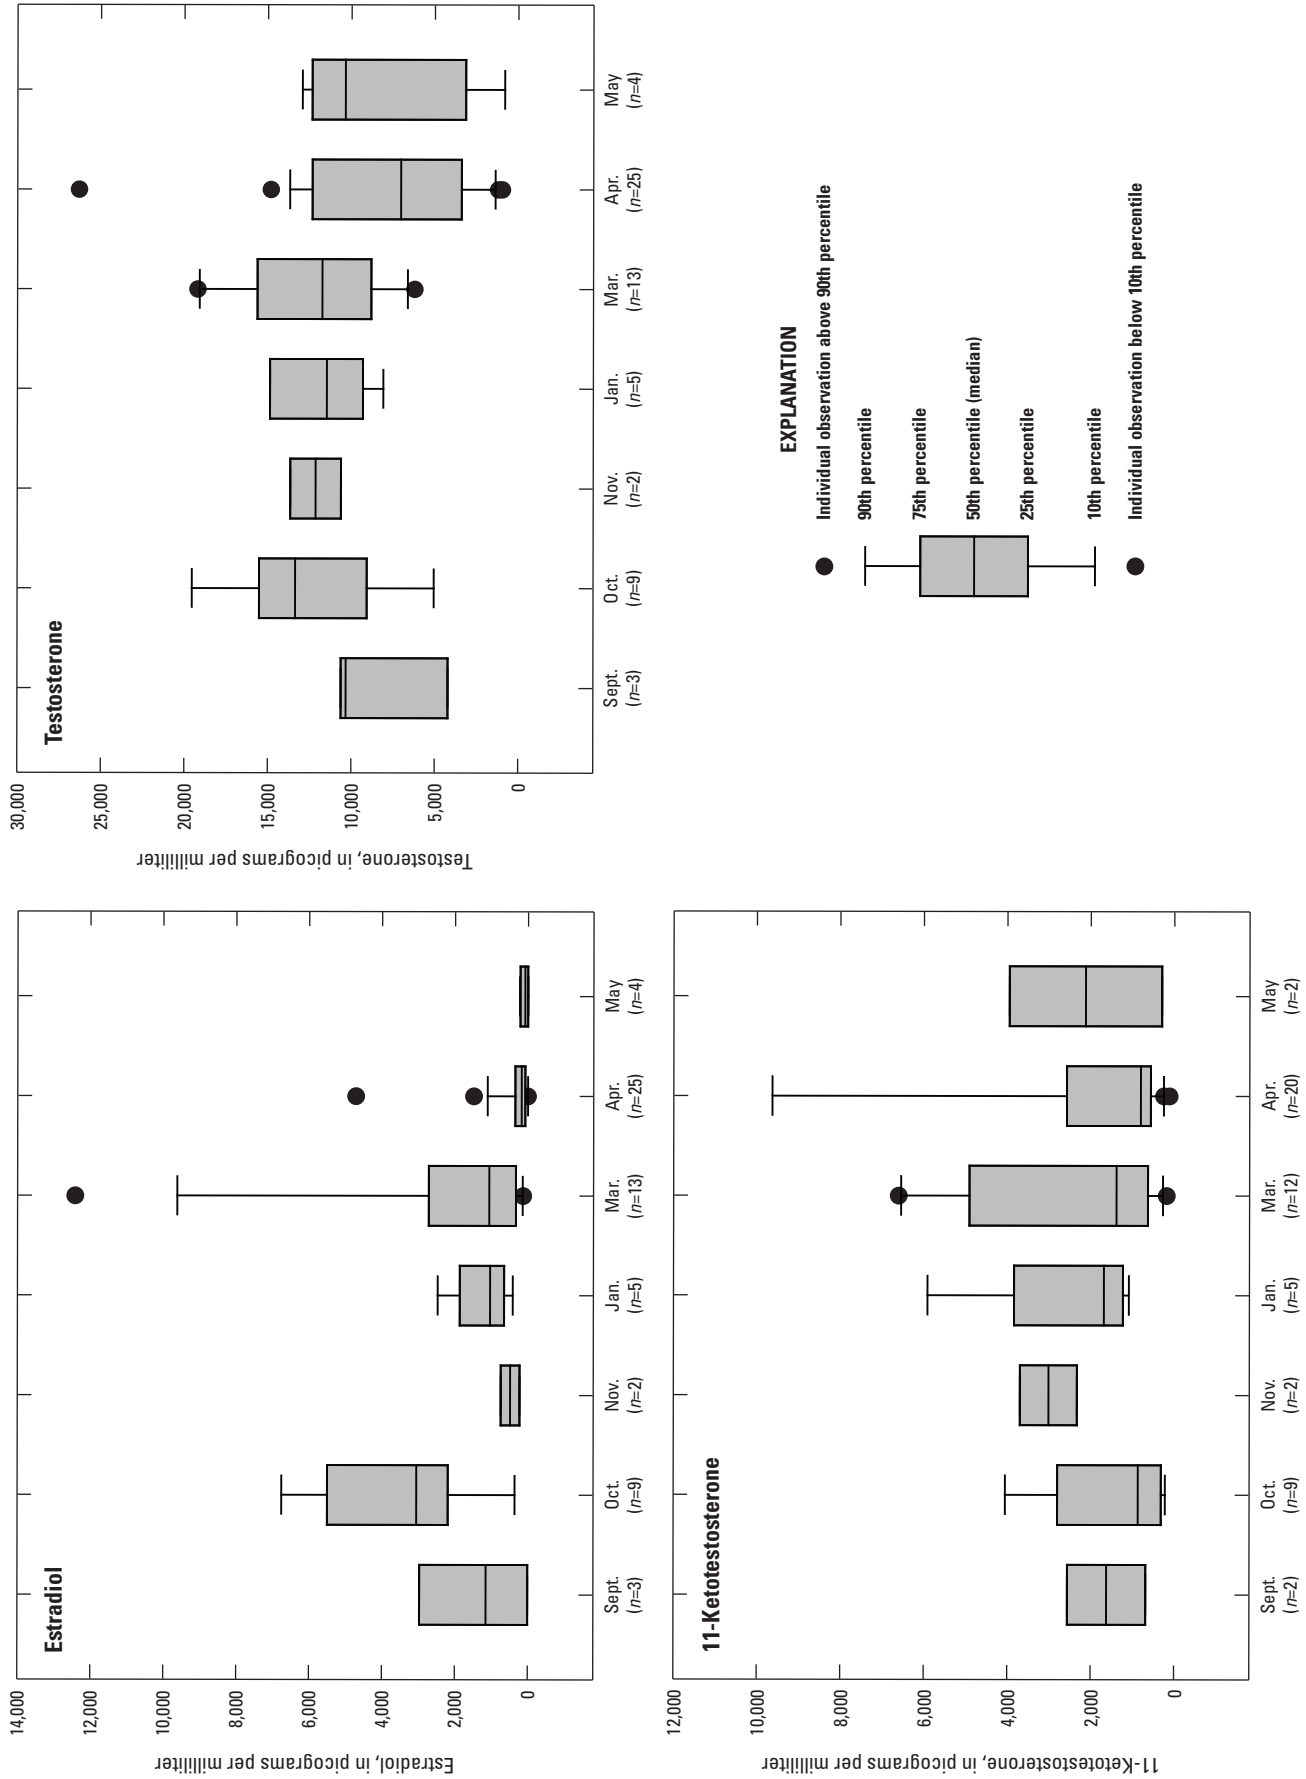 Estradiol
Estradiol, in picograms per milliliter
14,000
12,000
10,000
8,000
6,000
4,000
2,000
0
Sept.
(n=3)
Oct.
(n=9)
Nov.
(n=2)
Jan.
(n=5)
Mar.
(n=13)
Apr.
(n=25)
May
(n=4)
Testosterone
Testosterone, in picograms per milliliter
30,000
25,000
20,000
15,000
10,000
5,000
0
Sept.
(n=3)
Oct.
(n=9)
Nov.
(n=2)
Jan.
(n=5)
Mar.
(n=13)
Apr.
(n=25)
May
(n=4)
11-Ketotestosterone
11-Ketotestosterone, in picograms per milliliter
12,000
10,000
8,000
6,000
4,000
2,000
0
Sept.
(n=2)
Oct.
(n=9)
Nov.
(n=2)
Jan.
(n=5)
Mar.
(n=12)
Apr.
(n=20)
May
(n=2)
EXPLANATION
Individual observation above 90th percentile
90th percentile
75th percentile
50th percentile (median)
25th percentile
10th percentile
Individual observation below 10th percentile